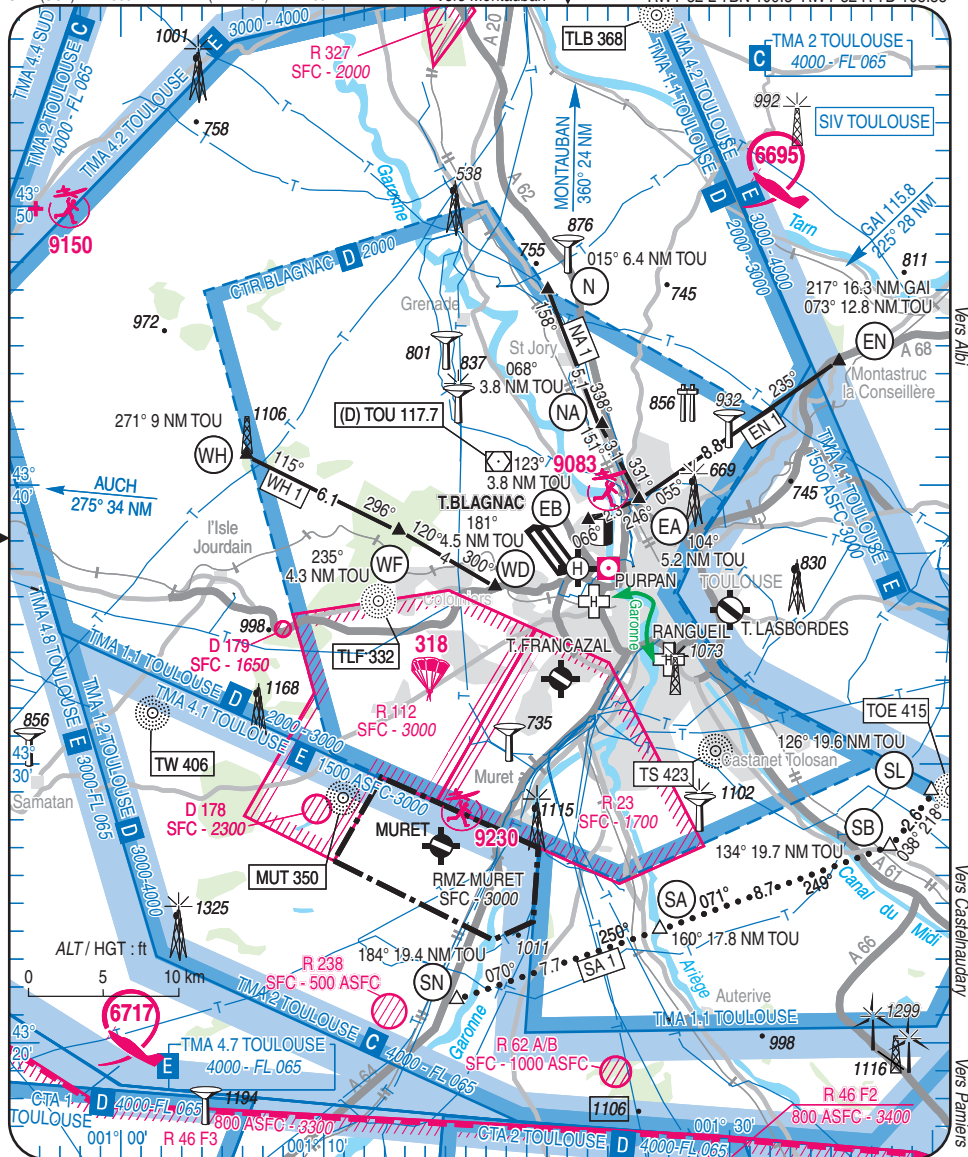 TMA 4.4 SUD C
TMA 2 TOULOUSE
4000 - FL 065
1001
E 3000 - 4000
TMA 4.2 TOULOUSE
758
R 327
SFC - 2000
A 20
TLB 368
C
TMA 2 TOULOUSE
4000 - FL 065
992
SIV TOULOUSE
TMA 4.2 TOULOUSE
TMA 1.1 TOULOUSE
6695
D
E
3000-4000
2000-3000
Tarn
GAI 115.8
225° 28 NM
811
MONTAUBAN
360° 24 NM
Garonne
538
A 62
43°
50'
9150
CTR BLAGNAC D 2000
876
755
015° 6.4 NM TOU
N
745
217° 16.3 NM GAI
073° 12.8 NM TOU
EN
A 68
Vers Albi
Montastruc
la Conseillère
972
Grenade
158°
NA 1
5.1
338°
801
837
St Jory
068°
3.8 NM TOU
NA
151°
3.1
331°
856
932
235°
EN 1
8.8
055°
669
(D) TOU 117.7
271° 9 NM TOU
1106
WH
115°
WH 1
6.1
296°
123°
3.8 NM TOU
9083
T.BLAGNAC
EB
2.3
246°
066°
EA
104°
5.2 NM TOU
745
TMA 4.1 TOULOUSE
1500 ASFC-3000
E
43°
40'
AUCH
275° 34 NM
l'Isle
Jourdain
120°
4
300°
181°
4.5 NM TOU
WD
235°
4.3 NM TOU
WF
H
PURPAN
H
TOULOUSE
830
T. LASBORDES
Colomiers
Garonne
RANGUEIL
H
1073
998
D 179
SFC - 1650
TLF 332
318
T. FRANCAZAL
TMA 4.8 TOULOUSE E 3000-FL 065
TMA 1.2 TOULOUSE D 3000-4000
TMA 1.1 TOULOUSE D 2000-3000
TMA 4.1 TOULOUSE E 1500 ASFC-3000
1168
R 112
SFC - 3000
735
856
43°
30'
Samatan
TW 406
TOE 415
126° 19.6 NM TOU
Castanet Tolosan
SL
TS 423
1102
Muret
1115
R 23
SFC - 1700
D 178
SFC - 2300
MURET
9230
MUT 350
RMZ MURET
SFC - 3000
SB
2.6
038°
218°
134° 19.7 NM TOU
A 61
Canal du Midi
Vers Castelnaudary
SA
071°
8.7
249°
160° 17.8 NM TOU
A 66
1325
ALT / HGT : ft
0 5 10 km
1011
250°
SA 1
7.7
070°
184° 19.4 NM TOU
SN
R 238
SFC - 500 ASFC
Ariège
Auterive
TMA 2 TOULOUSE C 4000 - FL 065
Garonne
TMA 1.1 TOULOUSE
1299
998
1116
6717
43°
20'
E
TMA 4.7 TOULOUSE
4000 - FL 065
R 62 A/B
SFC - 1000 ASFC
A 64
1194
1106
R 46 F2
800 ASFC - 3400
Vers Pamiers
CTA 1
TOULOUSE
D 4000-FL 065
800 ASFC - 3300
R 46 F3
001° 00'
001° 10'
CTA 2 TOULOUSE D 4000-FL 065
001° 30'